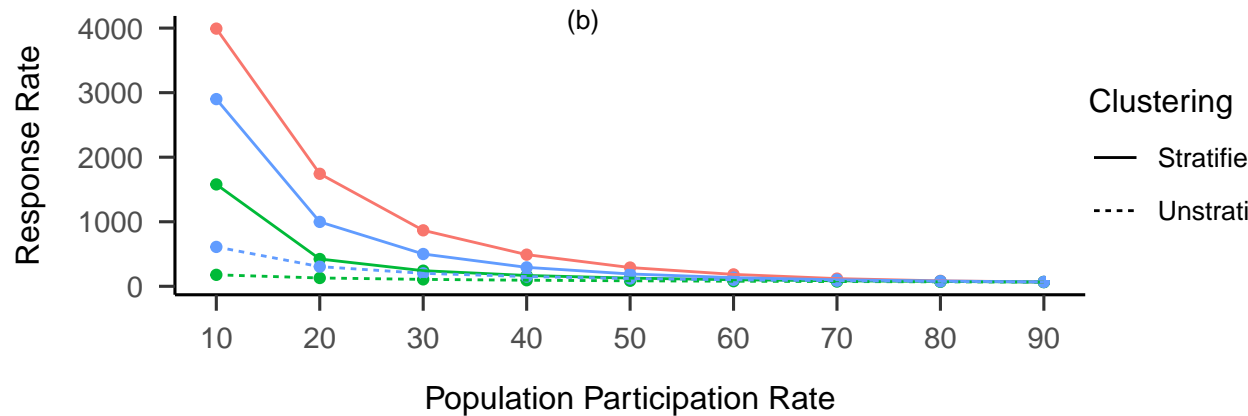 (b)
Response Rate
4000
3000
2000
1000
0
10 20 30 40 50 60 70 80 90
Population Participation Rate
Clustering
Stratifie
Unstrati